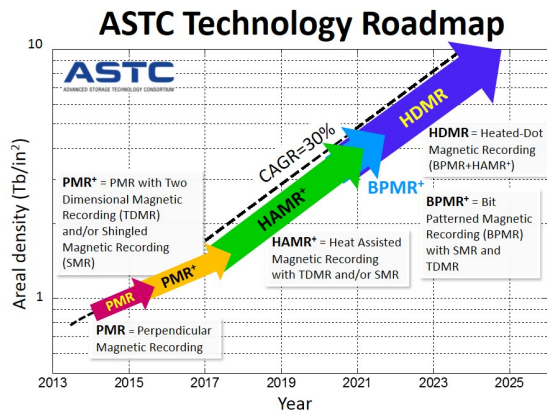 ASTC Technology Roadmap
10
ASTC
ADVANCED STORAGE TECHNOLOGY CONSORTIUM
CAGR=30%
HDMR
HDMR = Heated-Dot
Magnetic Recording
(BPMR+HAMR⁺)
PMR⁺ = PMR with Two
Dimensional Magnetic
Recording (TDMR)
and/or Shingled
Magnetic Recording
(SMR)
HAMR⁺
BPMR⁺
BPMR⁺ = Bit
Patterned Magnetic
Recording (BPMR)
with SMR and
TDMR
HAMR⁺ = Heat Assisted
Magnetic Recording
with TDMR and/or SMR
PMR
PMR⁺
1
PMR = Perpendicular
Magnetic Recording
Areal density (Tb/in²)
2013 2015 2017 2019 2021 2023 2025
Year